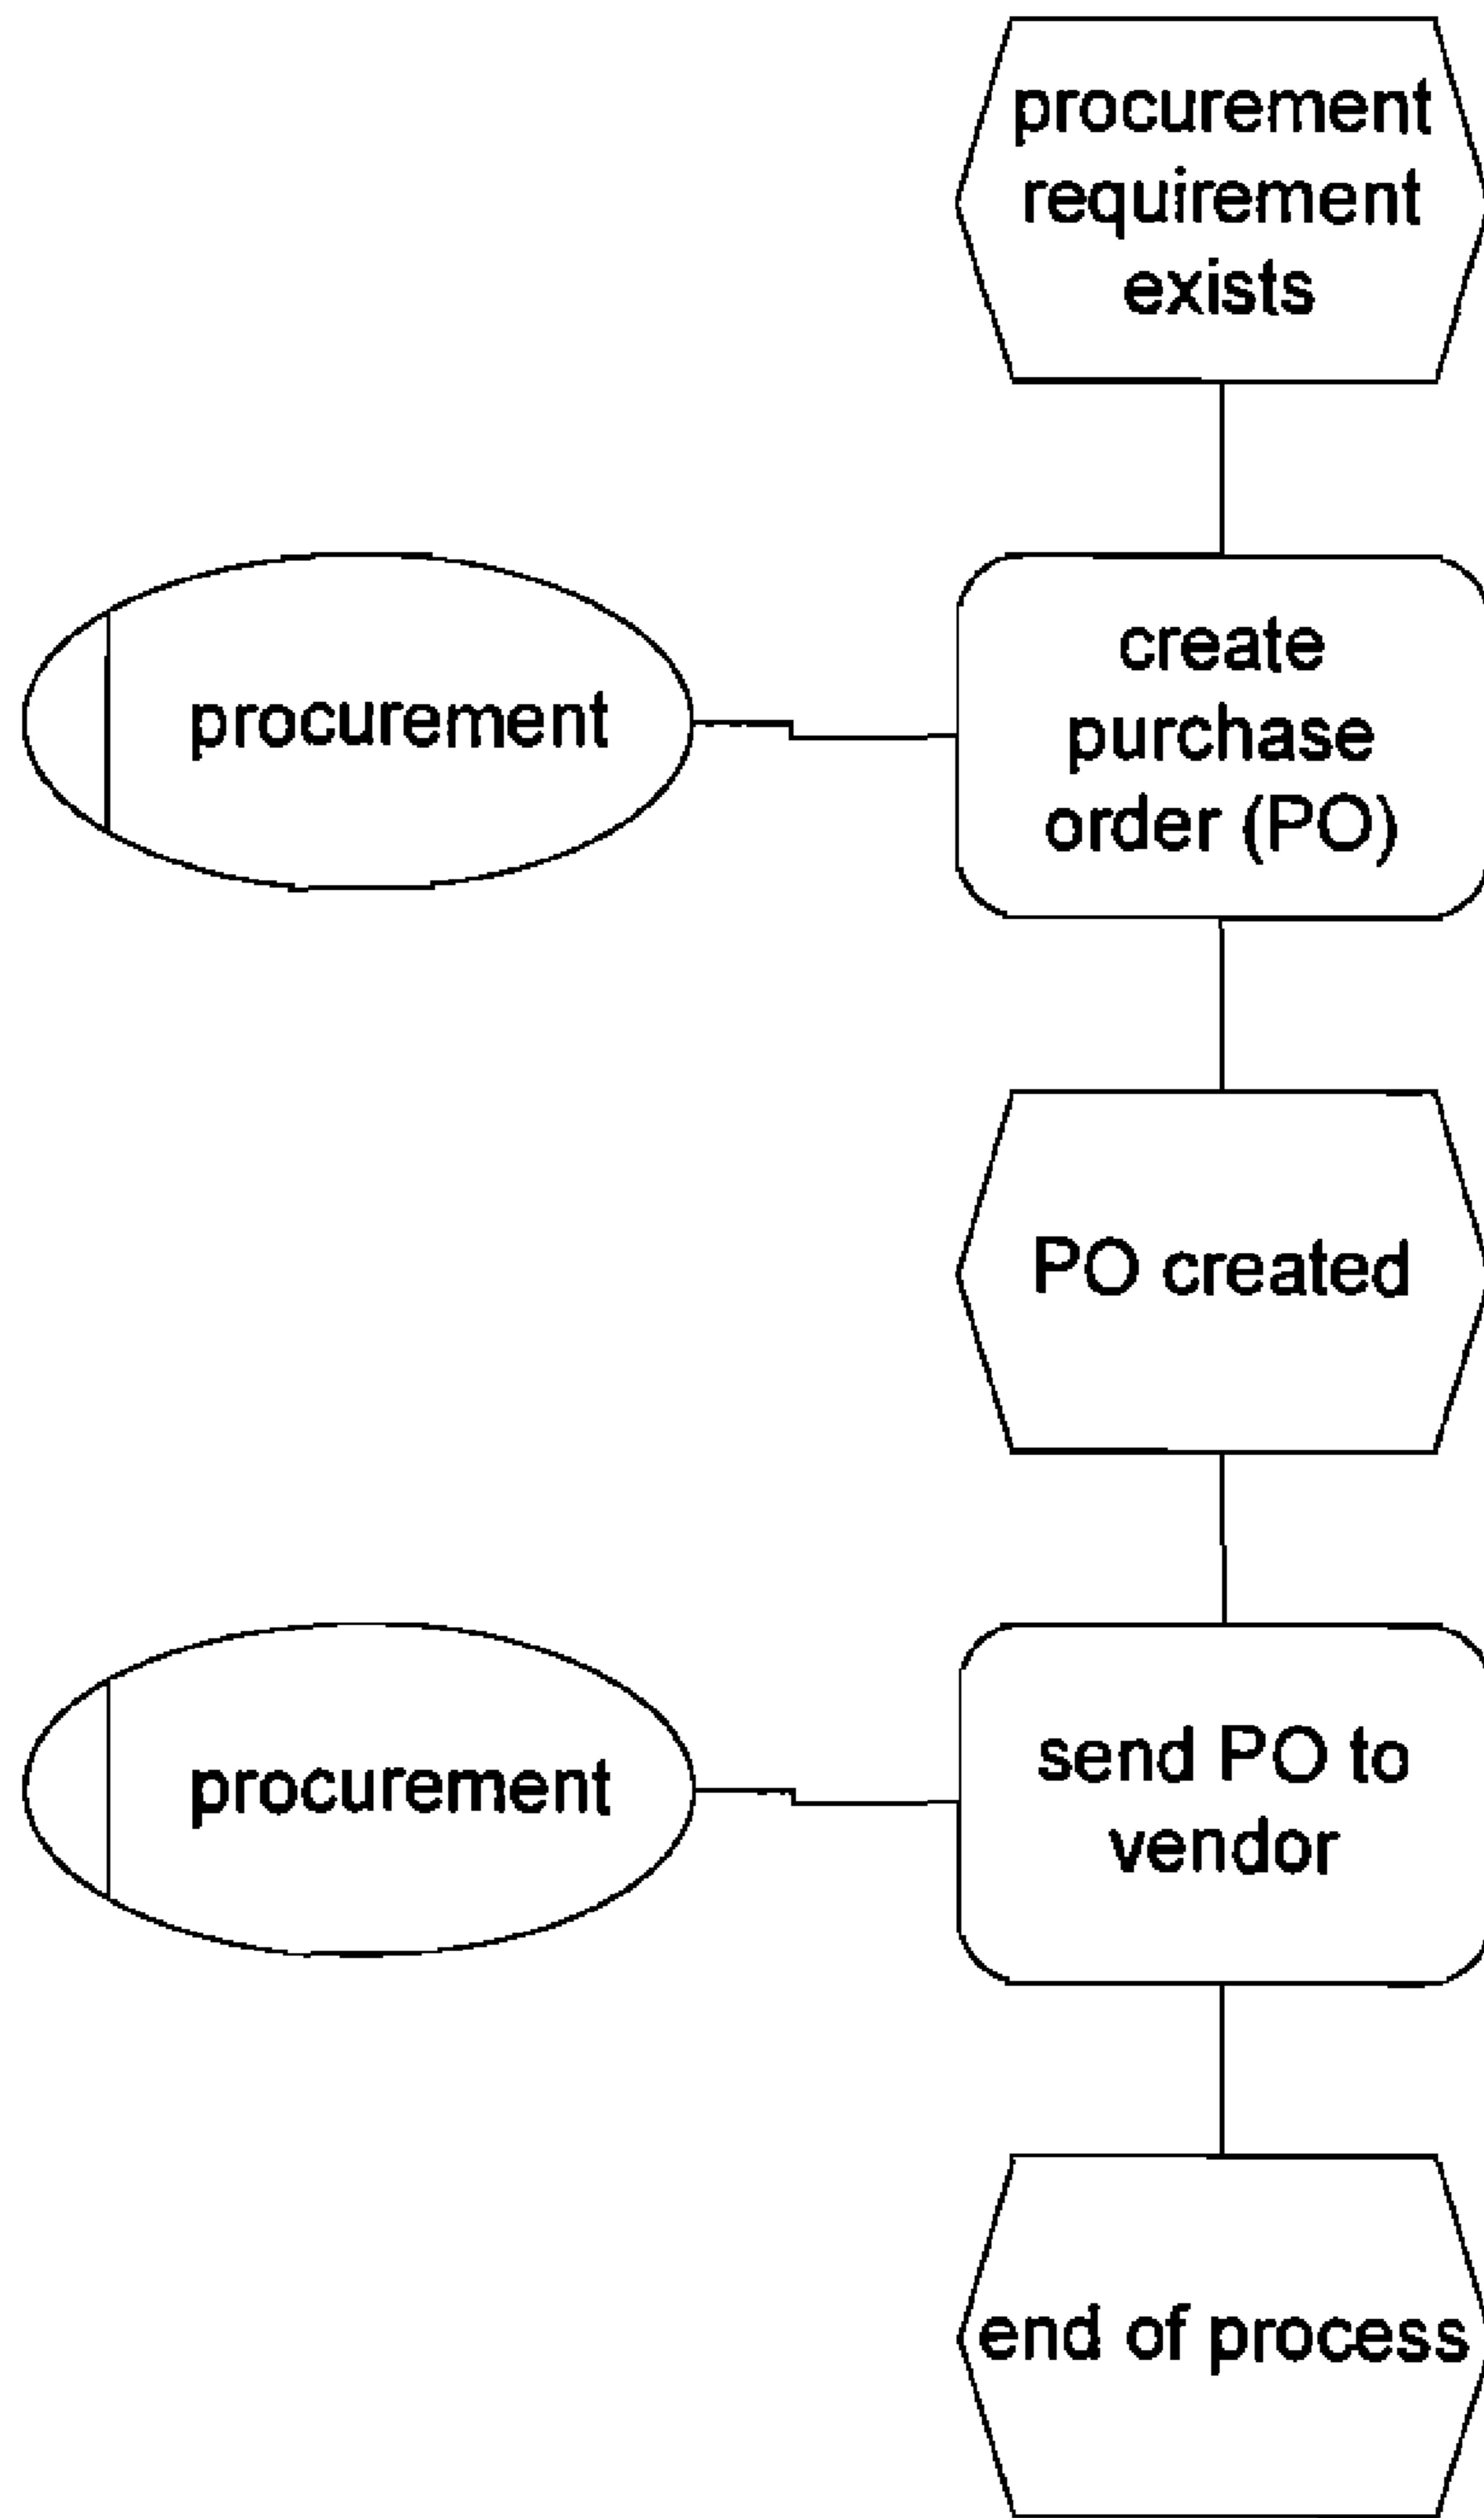 procurement
requirement
exists
procurement
create
purchase
order (PO)
PO created
procurement
send PO to
vendor
end of process